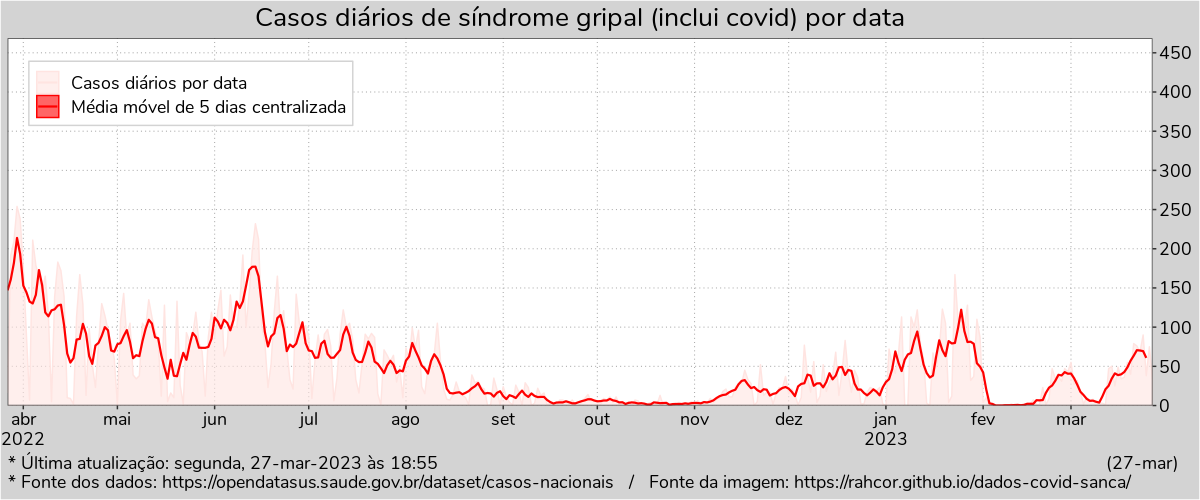 Casos diários de síndrome gripal (inclui covid) por data
Casos diários por data
Média móvel de 5 dias centralizada
450
400
350
300
250
200
150
100
50
0
abr mai jun jul ago set out nov dez jan fev mar
2022 2023
* Última atualização: segunda, 27-mar-2023 às 18:55 (27-mar)
* Fonte dos dados: https://opendatasus.saude.gov.br/dataset/casos-nacionais / Fonte da imagem: https://rahcor.github.io/dados-covid-sanca/